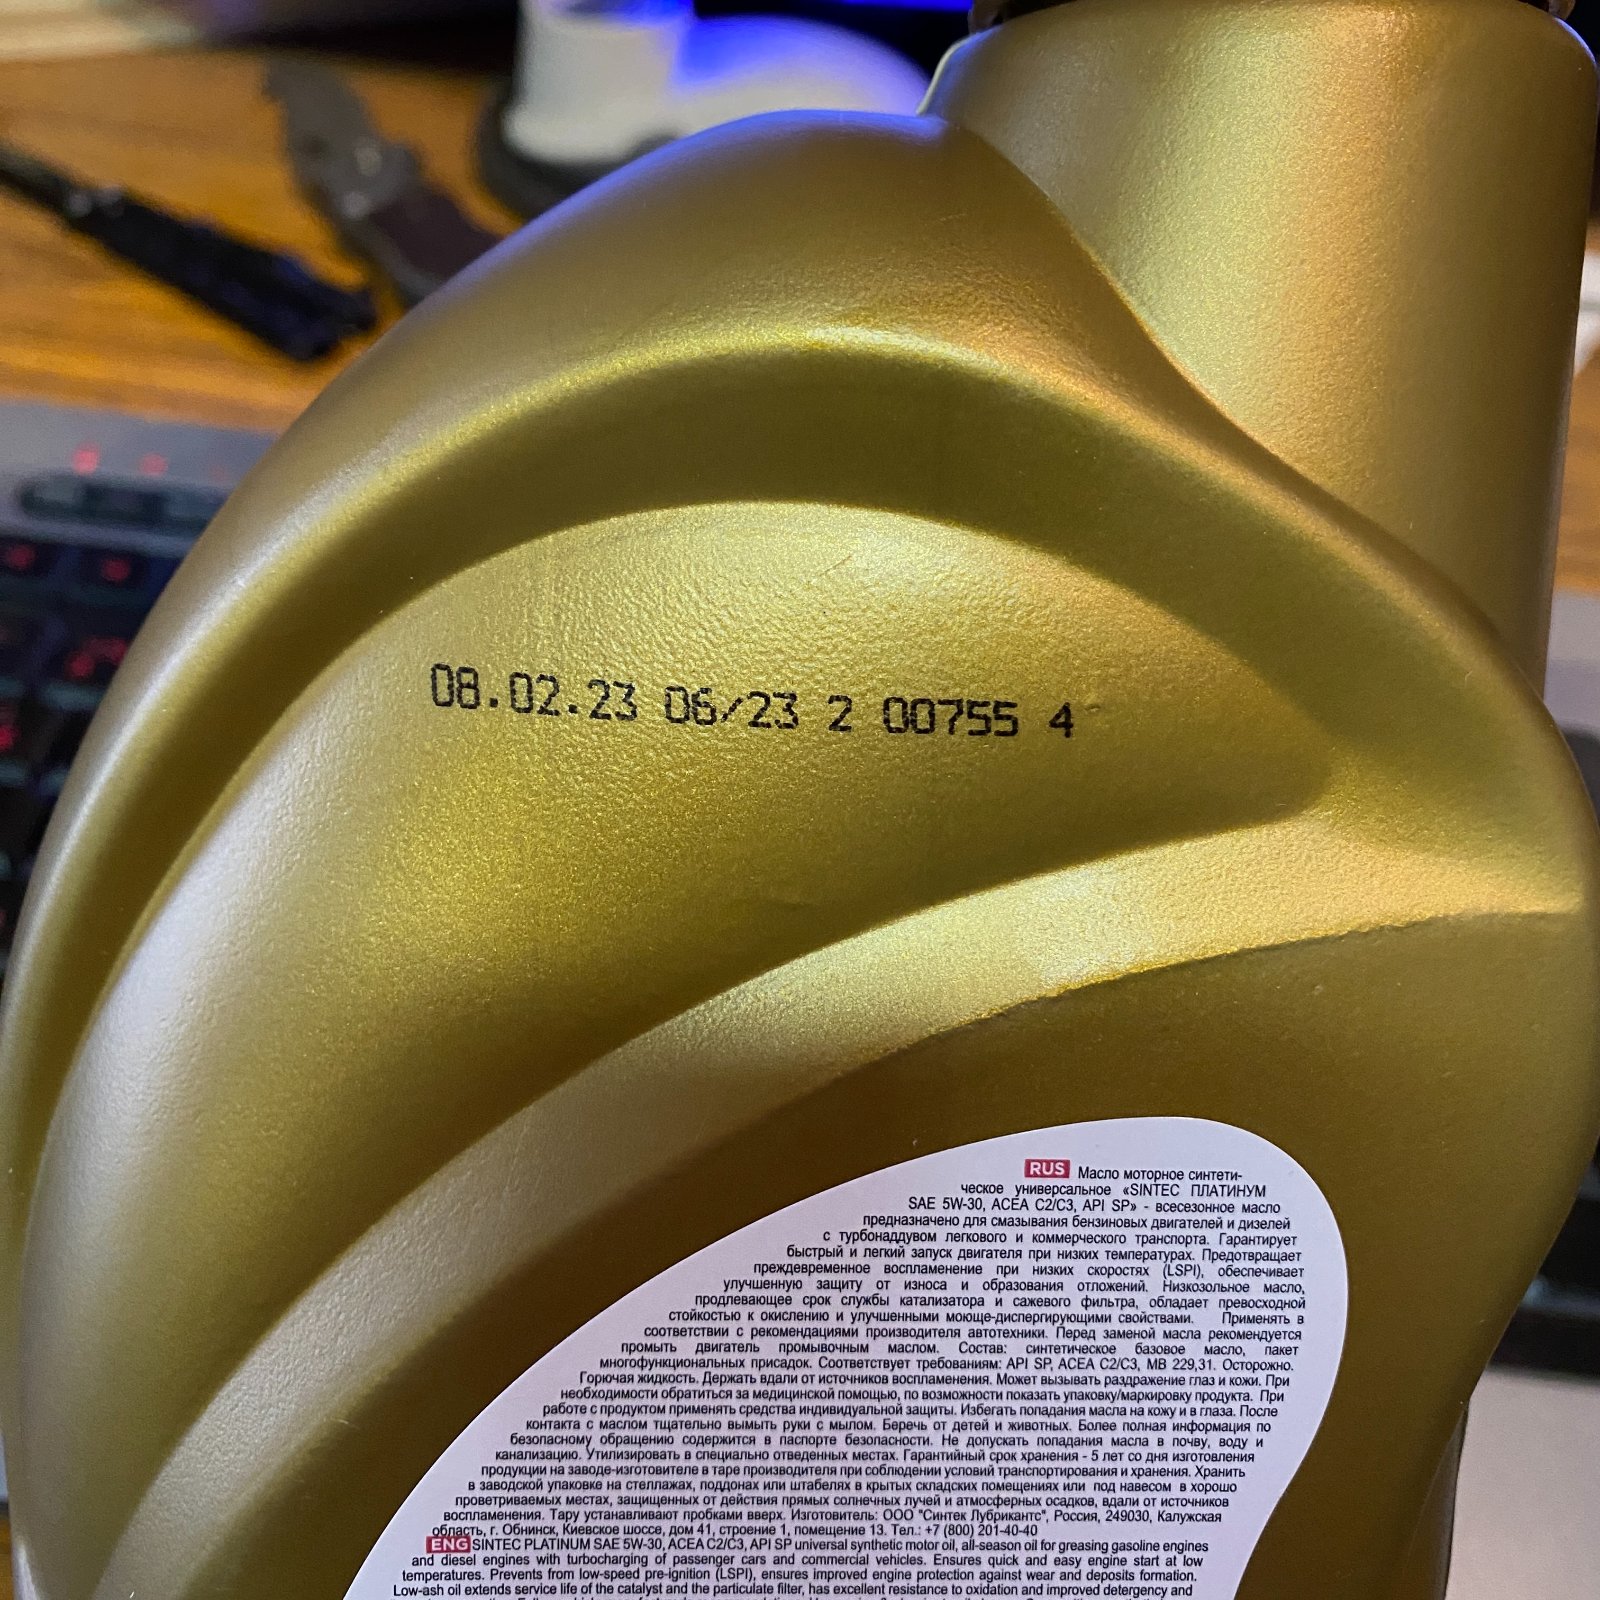 08.02.23 06/23 2 00755 4
RUS Масло моторное синтети-
ческое универсальное «SINTEC ПЛАТИНУМ
SAE 5W-30, ACEA C2/C3, API SP» - всесезонное масло
предназначено для смазывания бензиновых двигателей и дизелей
с турбонаддувом легкового и коммерческого транспорта. Гарантирует
быстрый и легкий запуск двигателя при низких температурах. Предотвращает
преждевременное воспламенение при низких скоростях (LSPI), обеспечивает
улучшенную защиту от износа и образования отложений. Низкозольное масло,
продлевающее срок службы катализатора и сажевого фильтра, обладает превосходной
стойкостью к окислению и улучшенными моюще-диспергирующими свойствами. Применять в
соответствии с рекомендациями производителя автотехники. Перед заменой масла рекомендуется
промыть двигатель промывочным маслом. Состав: синтетическое базовое масло, пакет
многофункциональных присадок. Соответствует требованиям: API SP, ACEA C2/C3, MB 229,31. Осторожно.
Горючая жидкость. Держать вдали от источников воспламенения. Может вызывать раздражение глаз и кожи. При
необходимости обратиться за медицинской помощью, по возможности показать упаковку/маркировку продукта. При
работе с продуктом применять средства индивидуальной защиты. Избегать попадания масла на кожу и в глаза. После
контакта с маслом тщательно вымыть руки с мылом. Беречь от детей и животных. Более полная информация по
безопасному обращению содержится в паспорте безопасности. Не допускать попадания масла в почву, воду и
канализацию. Утилизировать в специально отведенных местах. Гарантийный срок хранения - 5 лет со дня изготовления
продукции на заводе-изготовителе в таре производителя при соблюдении условий транспортирования и хранения. Хранить
в заводской упаковке на стеллажах, поддонах или штабелях в крытых складских помещениях или под навесом в хорошо
проветриваемых местах, защищенных от действия прямых солнечных лучей и атмосферных осадков, вдали от источников
воспламенения. Тару устанавливают пробками вверх. Изготовитель: ООО "Синтек Лубрикантс", Россия, 249030, Калужская
область, г. Обнинск, Киевское шоссе, дом 41, строение 1, помещение 13. Тел.: +7 (800) 201-40-40
ENG SINTEC PLATINUM SAE 5W-30, ACEA C2/C3, API SP universal synthetic motor oil, all-season oil for greasing gasoline engines
and diesel engines with turbocharging of passenger cars and commercial vehicles. Ensures quick and easy engine start at low
temperatures. Prevents from low-speed pre-ignition (LSPI), ensures improved engine protection against wear and deposits formation.
Low-ash oil extends service life of the catalyst and the particulate filter, has excellent resistance to oxidation and improved detergency and